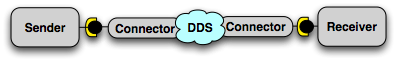 Sender
Connector
DDS
Connector
Receiver